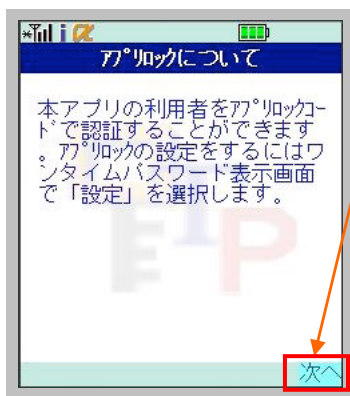 ｱﾌﾟﾘﾛｯｸについて
本アプリの利用者をｱﾌﾟﾘﾛｯｸｺｰ
ﾄﾞで認証することができます
。ｱﾌﾟﾘﾛｯｸの設定をするにはワ
ンタイムパスワード表示画面
で「設定」を選択します。
次へ